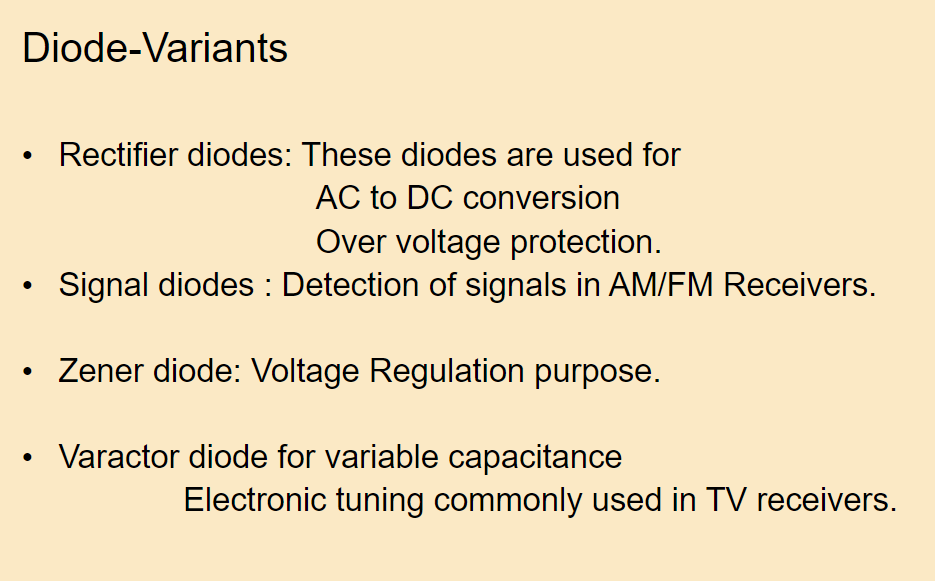 Diode-Variants
• Rectifier diodes: These diodes are used for
AC to DC conversion
Over voltage protection.
• Signal diodes : Detection of signals in AM/FM Receivers.
• Zener diode: Voltage Regulation purpose.
• Varactor diode for variable capacitance
Electronic tuning commonly used in TV receivers.